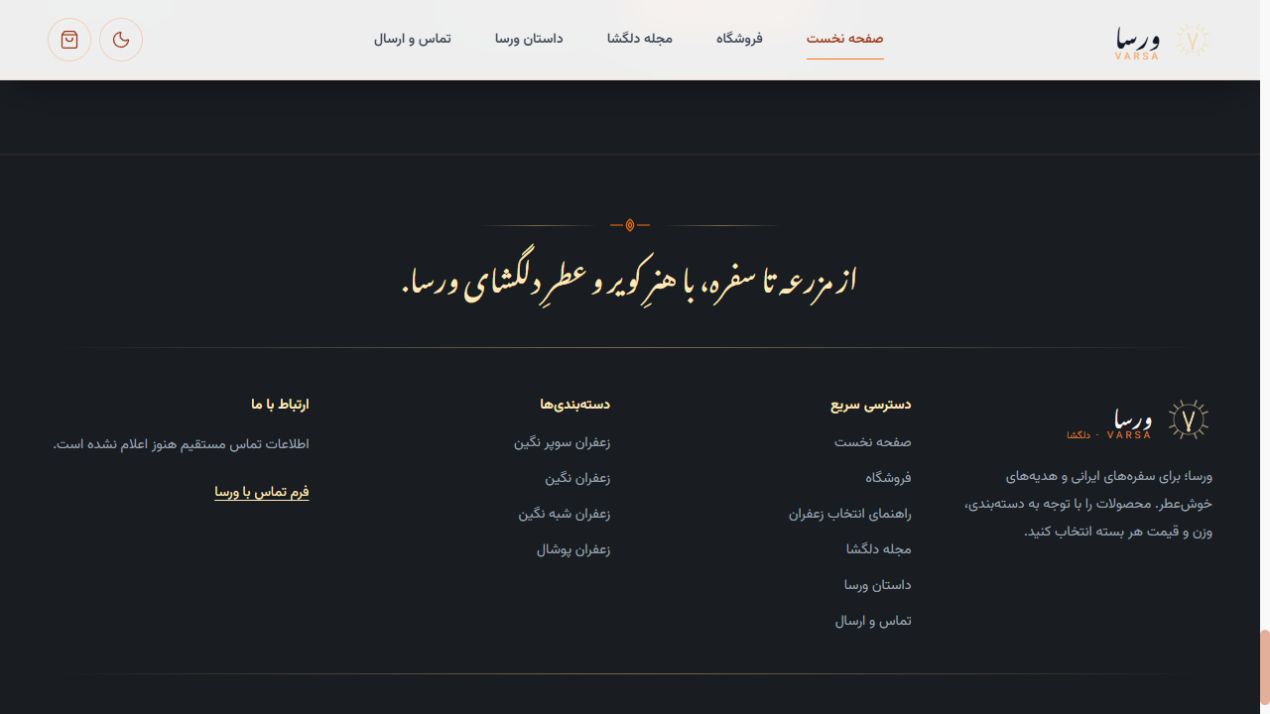 ورسا
VARSA
صفحه نخست
فروشگاه
مجله دلگشا
داستان ورسا
تماس و ارسال
از مزرعه تا سفره، با هنرِ کویر و عطرِ دلگشای ورسا.
ورسا
VARSA · دلگشا
ورسا؛ برای سفره‌های ایرانی و هدیه‌های
خوش‌عطر. محصولات را با توجه به دسته‌بندی،
وزن و قیمت هر بسته انتخاب کنید.
دسترسی سریع
صفحه نخست
فروشگاه
راهنمای انتخاب زعفران
مجله دلگشا
داستان ورسا
تماس و ارسال
دسته‌بندی‌ها
زعفران سوپر نگین
زعفران نگین
زعفران شبه نگین
زعفران پوشال
ارتباط با ما
اطلاعات تماس مستقیم هنوز اعلام نشده است.
فرم تماس با ورسا